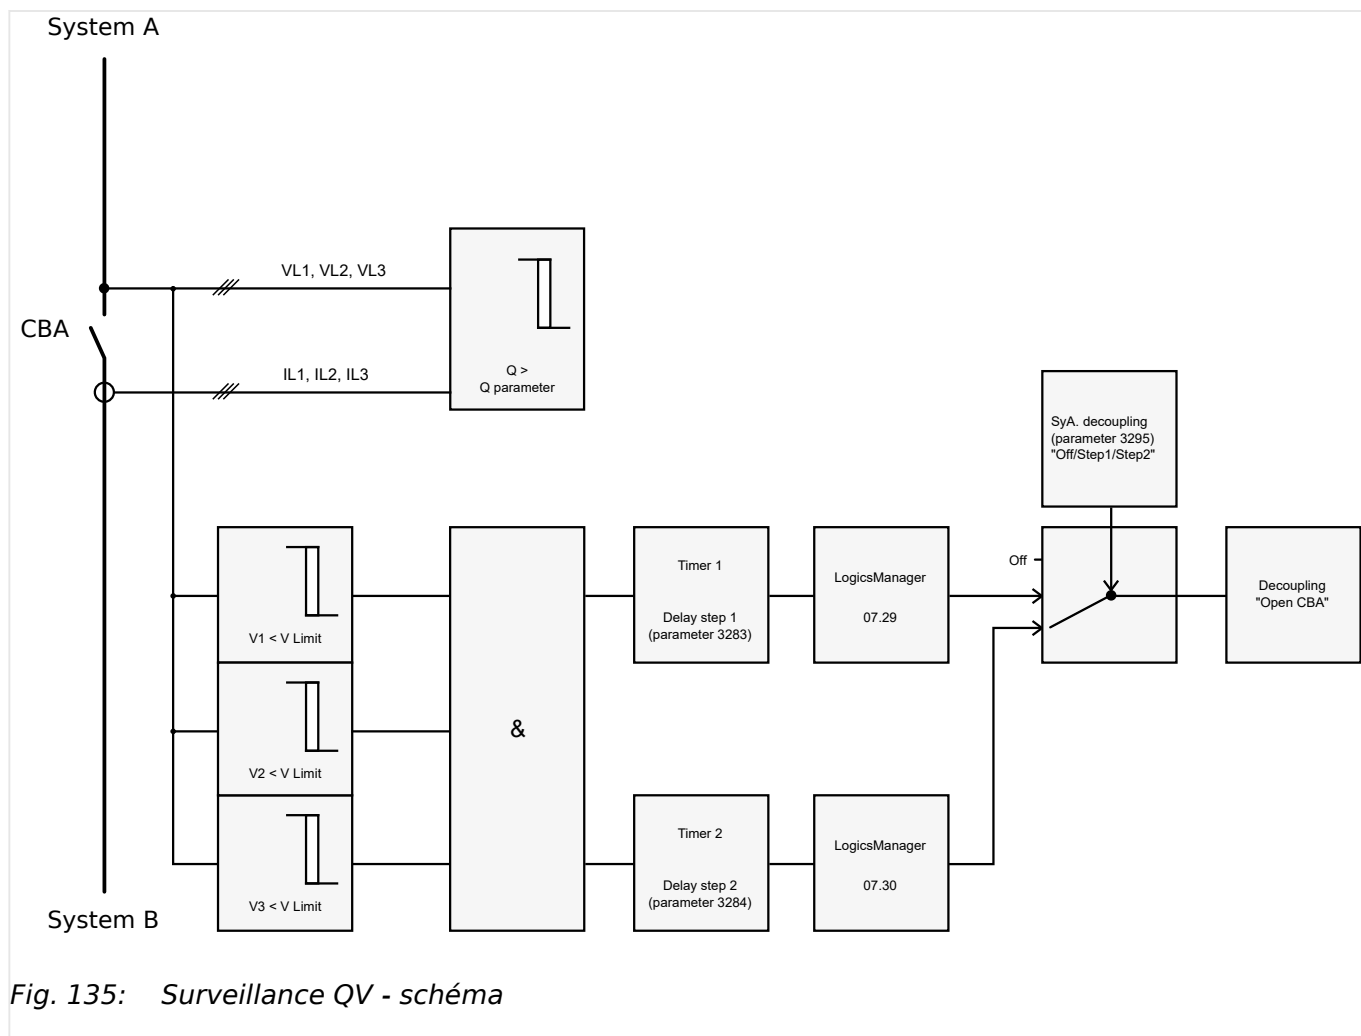 System A
VL1, VL2, VL3
CBA
IL1, IL2, IL3
Q >
Q parameter
SyA. decoupling
(parameter 3295)
"Off/Step1/Step2"
V1 < V Limit
V2 < V Limit
V3 < V Limit
&
Timer 1
Delay step 1
(parameter 3283)
LogicsManager
07.29
Off
Decoupling
"Open CBA"
Timer 2
Delay step 2
(parameter 3284)
LogicsManager
07.30
System B
Fig. 135: Surveillance QV - schéma